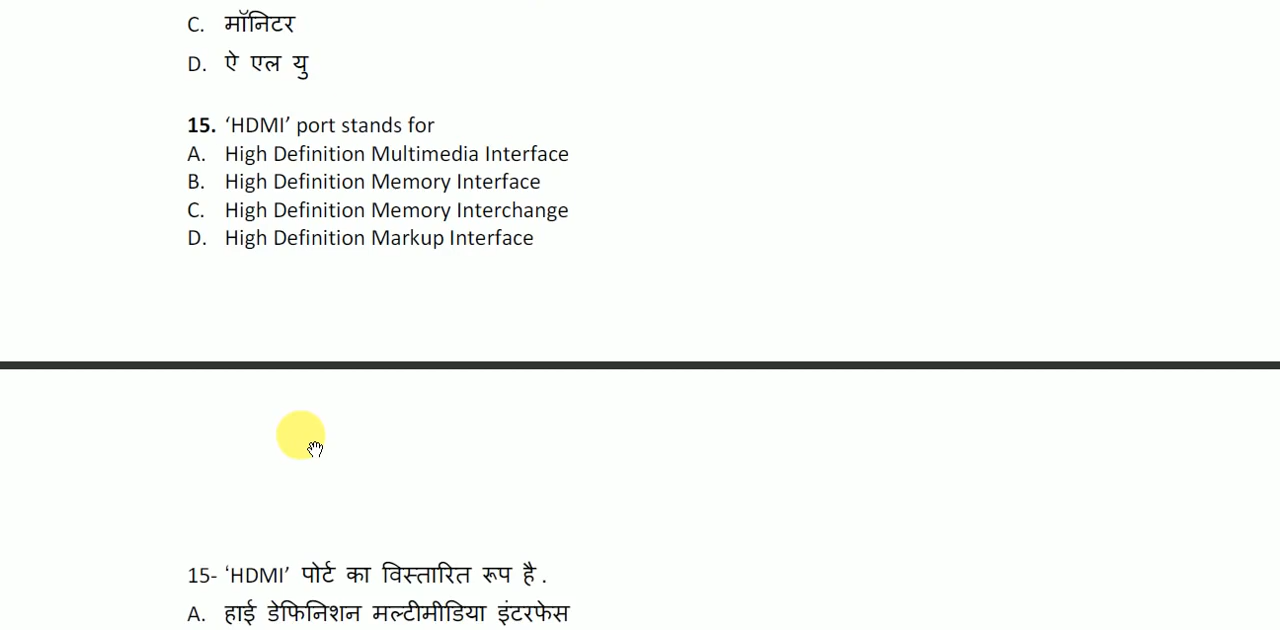 C. मॉनिटर
D. ऐ एल यु
15. ‘HDMI’ port stands for
A. High Definition Multimedia Interface
B. High Definition Memory Interface
C. High Definition Memory Interchange
D. High Definition Markup Interface
15- ‘HDMI’ पोर्ट का विस्तारित रूप है .
A. हाई डेफिनिशन मल्टीमीडिया इंटरफेस